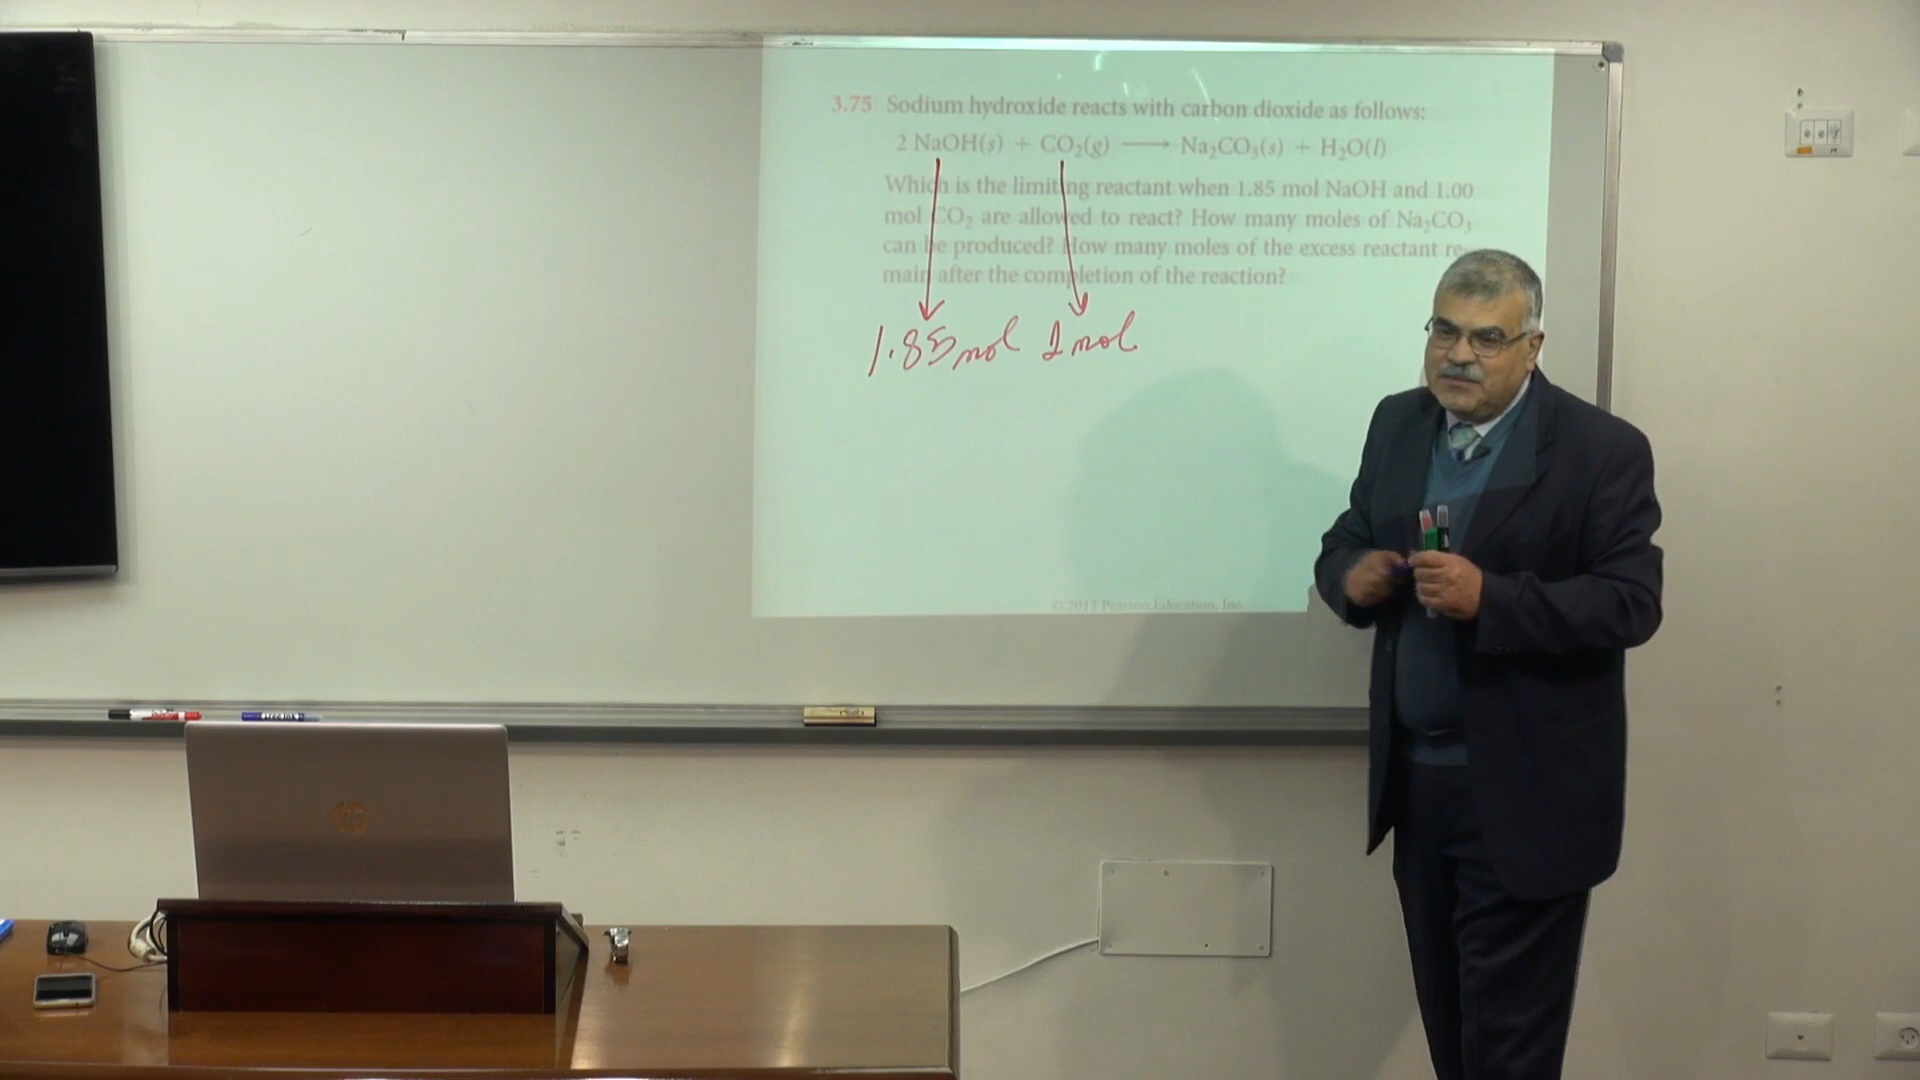 3.75 Sodium hydroxide reacts with carbon dioxide as follows:
2 NaOH(s) + CO₂(g) ⟶ Na₂CO₃(s) + H₂O(l)
Which is the limiting reactant when 1.85 mol NaOH and 1.00
mol CO₂ are allowed to react? How many moles of Na₂CO₃
can be produced? How many moles of the excess reactant re-
main after the completion of the reaction?
1.85 mol 1 mol
© 2012 Pearson Education, Inc.
hp